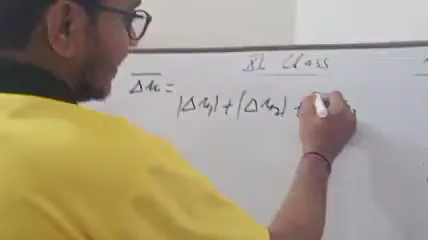 XI Class
Δx̅ =
|Δx₁| + |Δx₂| +